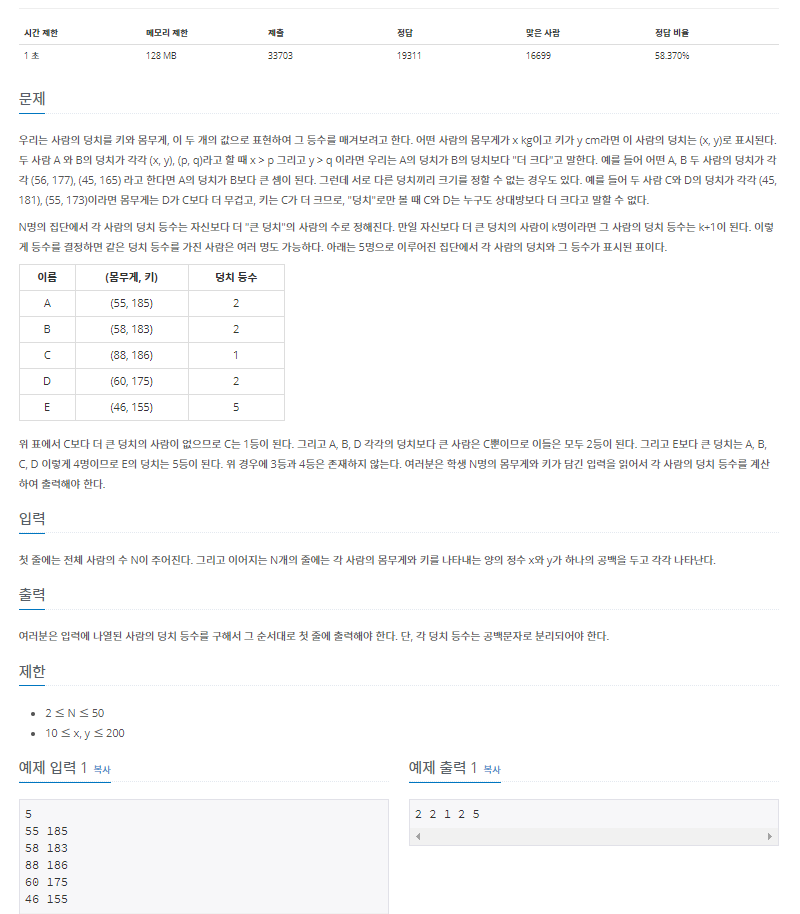 시간 제한 메모리 제한 제출 정답 맞은 사람 정답 비율
1 초 128 MB 33703 19311 16699 58.370%
문제
우리는 사람의 덩치를 키와 몸무게, 이 두 개의 값으로 표현하여 그 등수를 매겨보려고 한다. 어떤 사람의 몸무게가 x kg이고 키가 y cm라면 이 사람의 덩치는 (x, y)로 표시된다.
두 사람 A 와 B의 덩치가 각각 (x, y), (p, q)라고 할 때 x > p 그리고 y > q 이라면 우리는 A의 덩치가 B의 덩치보다 "더 크다"고 말한다. 예를 들어 어떤 A, B 두 사람의 덩치가 각
각 (56, 177), (45, 165) 라고 한다면 A의 덩치가 B보다 큰 셈이 된다. 그런데 서로 다른 덩치끼리 크기를 정할 수 없는 경우도 있다. 예를 들어 두 사람 C와 D의 덩치가 각각 (45,
181), (55, 173)이라면 몸무게는 D가 C보다 더 무겁고, 키는 C가 더 크므로, "덩치"로만 볼 때 C와 D는 누구도 상대방보다 더 크다고 말할 수 없다.
N명의 집단에서 각 사람의 덩치 등수는 자신보다 더 "큰 덩치"의 사람의 수로 정해진다. 만일 자신보다 더 큰 덩치의 사람이 k명이라면 그 사람의 덩치 등수는 k+1이 된다. 이렇
게 등수를 결정하면 같은 덩치 등수를 가진 사람은 여러 명도 가능하다. 아래는 5명으로 이루어진 집단에서 각 사람의 덩치와 그 등수가 표시된 표이다.
이름 (몸무게, 키) 덩치 등수
A (55, 185) 2
B (58, 183) 2
C (88, 186) 1
D (60, 175) 2
E (46, 155) 5
위 표에서 C보다 더 큰 덩치의 사람이 없으므로 C는 1등이 된다. 그리고 A, B, D 각각의 덩치보다 큰 사람은 C뿐이므로 이들은 모두 2등이 된다. 그리고 E보다 큰 덩치는 A, B,
C, D 이렇게 4명이므로 E의 덩치는 5등이 된다. 위 경우에 3등과 4등은 존재하지 않는다. 여러분은 학생 N명의 몸무게와 키가 담긴 입력을 읽어서 각 사람의 덩치 등수를 계산
하여 출력해야 한다.
입력
첫 줄에는 전체 사람의 수 N이 주어진다. 그리고 이어지는 N개의 줄에는 각 사람의 몸무게와 키를 나타내는 양의 정수 x와 y가 하나의 공백을 두고 각각 나타난다.
출력
여러분은 입력에 나열된 사람의 덩치 등수를 구해서 그 순서대로 첫 줄에 출력해야 한다. 단, 각 덩치 등수는 공백문자로 분리되어야 한다.
제한
• 2 ≤ N ≤ 50
• 10 ≤ x, y ≤ 200
예제 입력 1 복사
5
55 185
58 183
88 186
60 175
46 155
예제 출력 1 복사
2 2 1 2 5